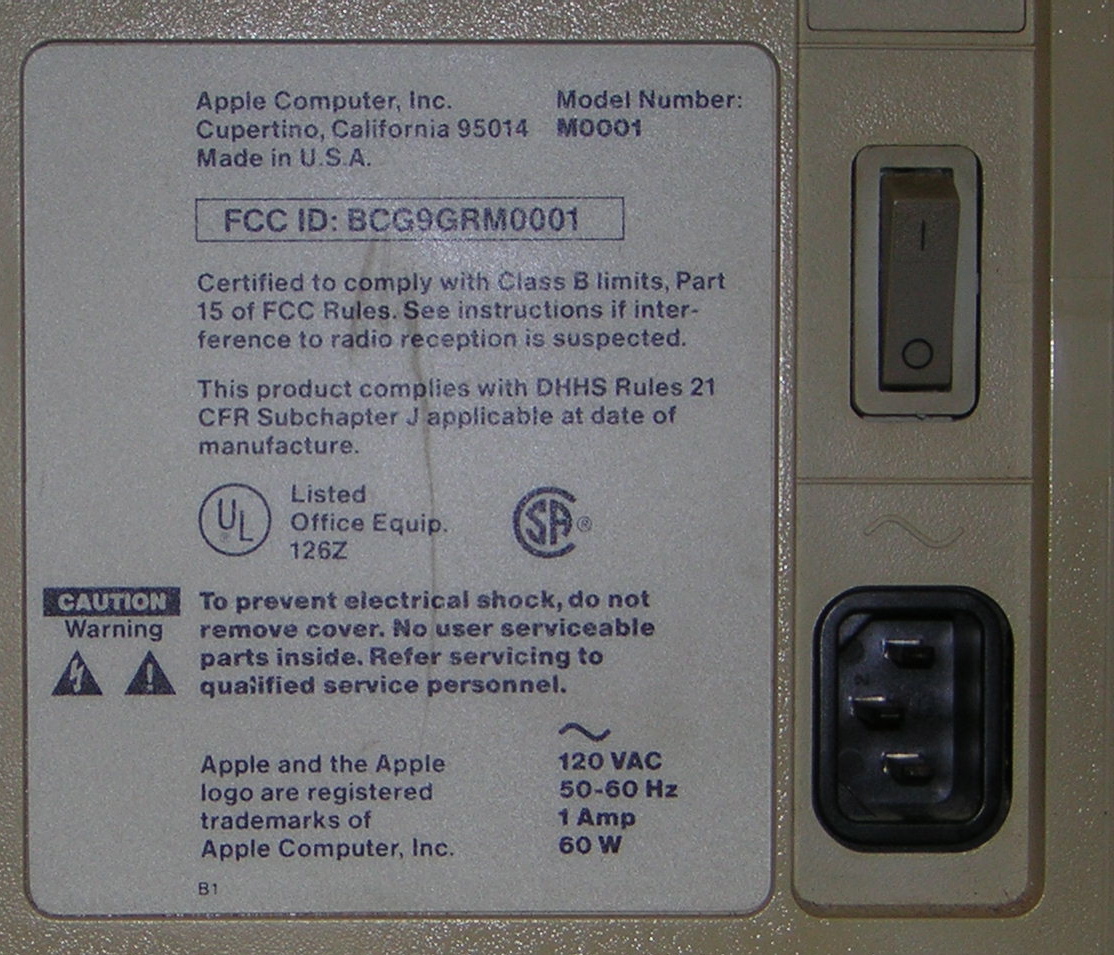 Apple Computer, Inc.
Cupertino, California 95014
Made in U.S.A.
Model Number:
M0001
FCC ID: BCG9GRM0001
Certified to comply with Class B limits, Part
15 of FCC Rules. See instructions if inter-
ference to radio reception is suspected.
This product complies with DHHS Rules 21
CFR Subchapter J applicable at date of
manufacture.
UL
®
Listed
Office Equip.
126Z
SA ®
CAUTION
Warning
To prevent electrical shock, do not
remove cover. No user serviceable
parts inside. Refer servicing to
qualified service personnel.
Apple and the Apple
logo are registered
trademarks of
Apple Computer, Inc.
120 VAC
50-60 Hz
1 Amp
60 W
B1
I
O
2